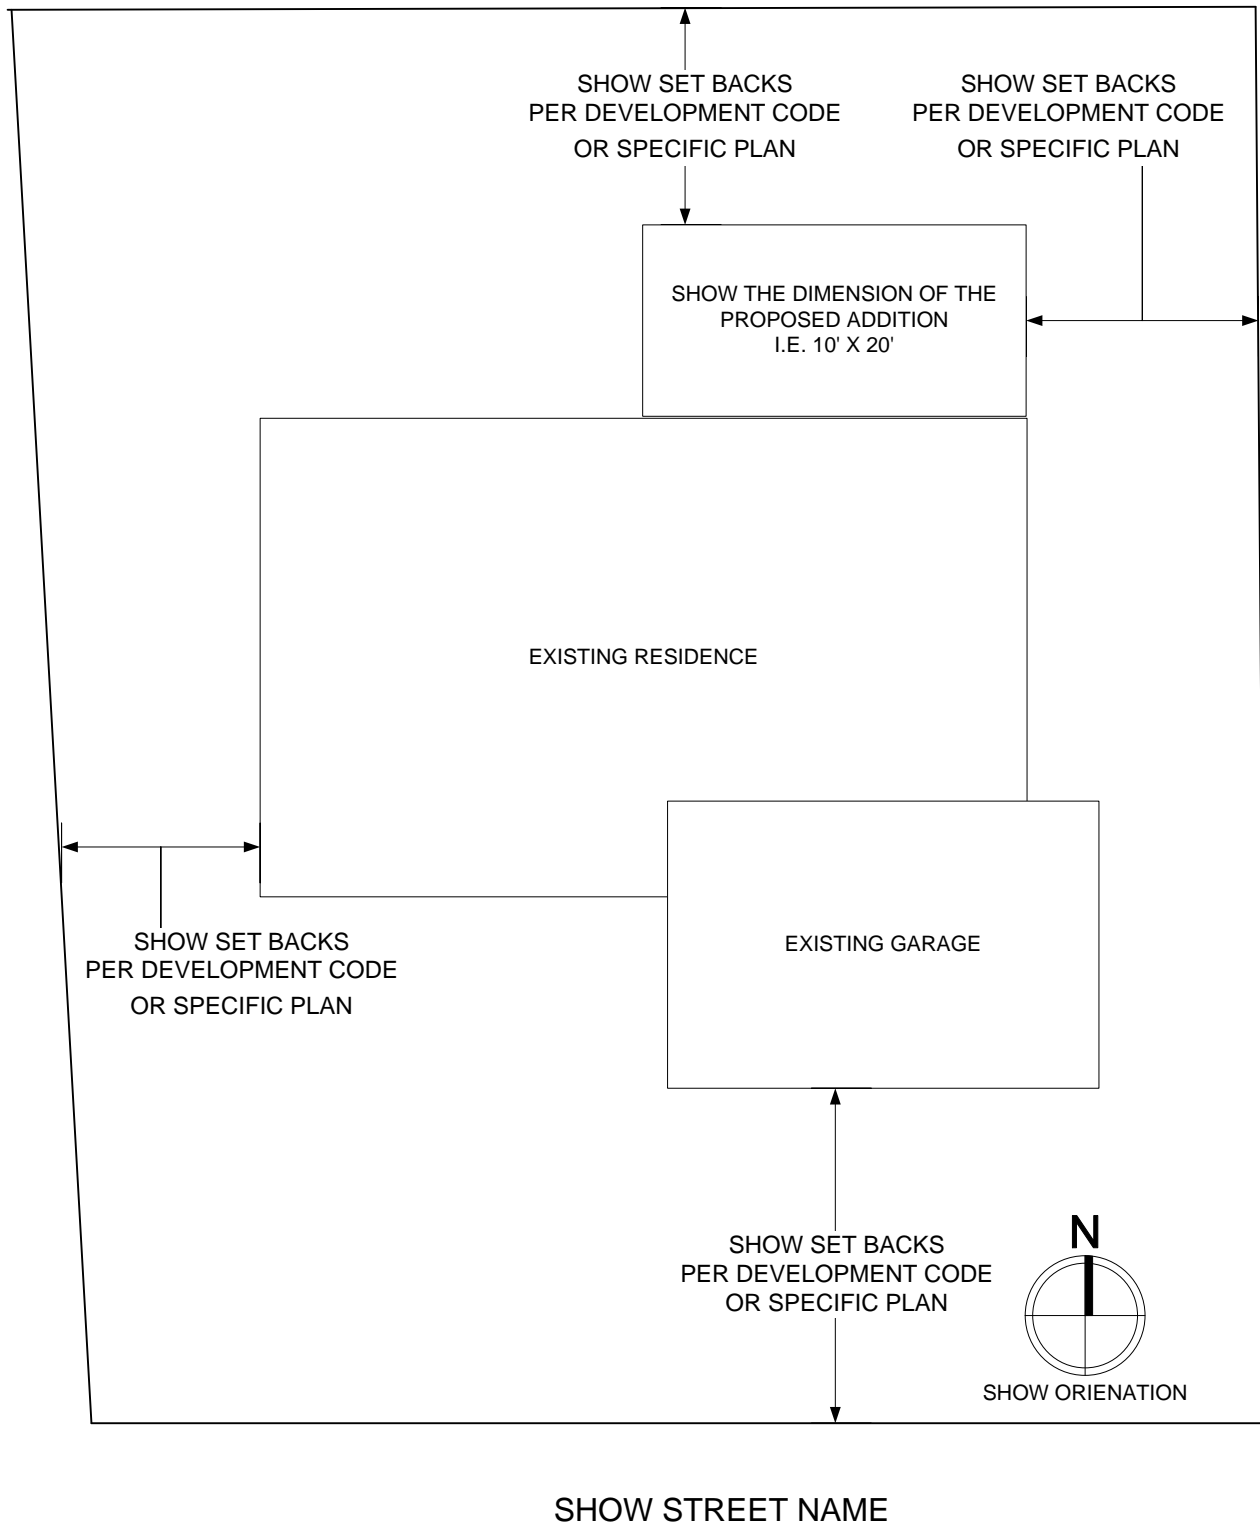 SHOW SET BACKS
PER DEVELOPMENT CODE
OR SPECIFIC PLAN
SHOW SET BACKS
PER DEVELOPMENT CODE
OR SPECIFIC PLAN
SHOW THE DIMENSION OF THE
PROPOSED ADDITION
I.E. 10' X 20'
EXISTING RESIDENCE
SHOW SET BACKS
PER DEVELOPMENT CODE
OR SPECIFIC PLAN
EXISTING GARAGE
SHOW SET BACKS
PER DEVELOPMENT CODE
OR SPECIFIC PLAN
N
SHOW ORIENATION
SHOW STREET NAME